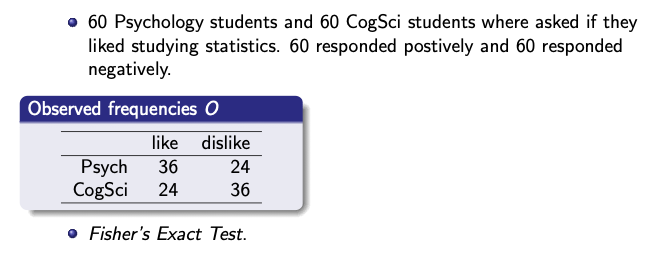 60 Psychology students and 60 CogSci students where asked if they
liked studying statistics. 60 responded postively and 60 responded
negatively.
Observed frequencies O
like dislike
Psych 36 24
CogSci 24 36
Fisher's Exact Test.